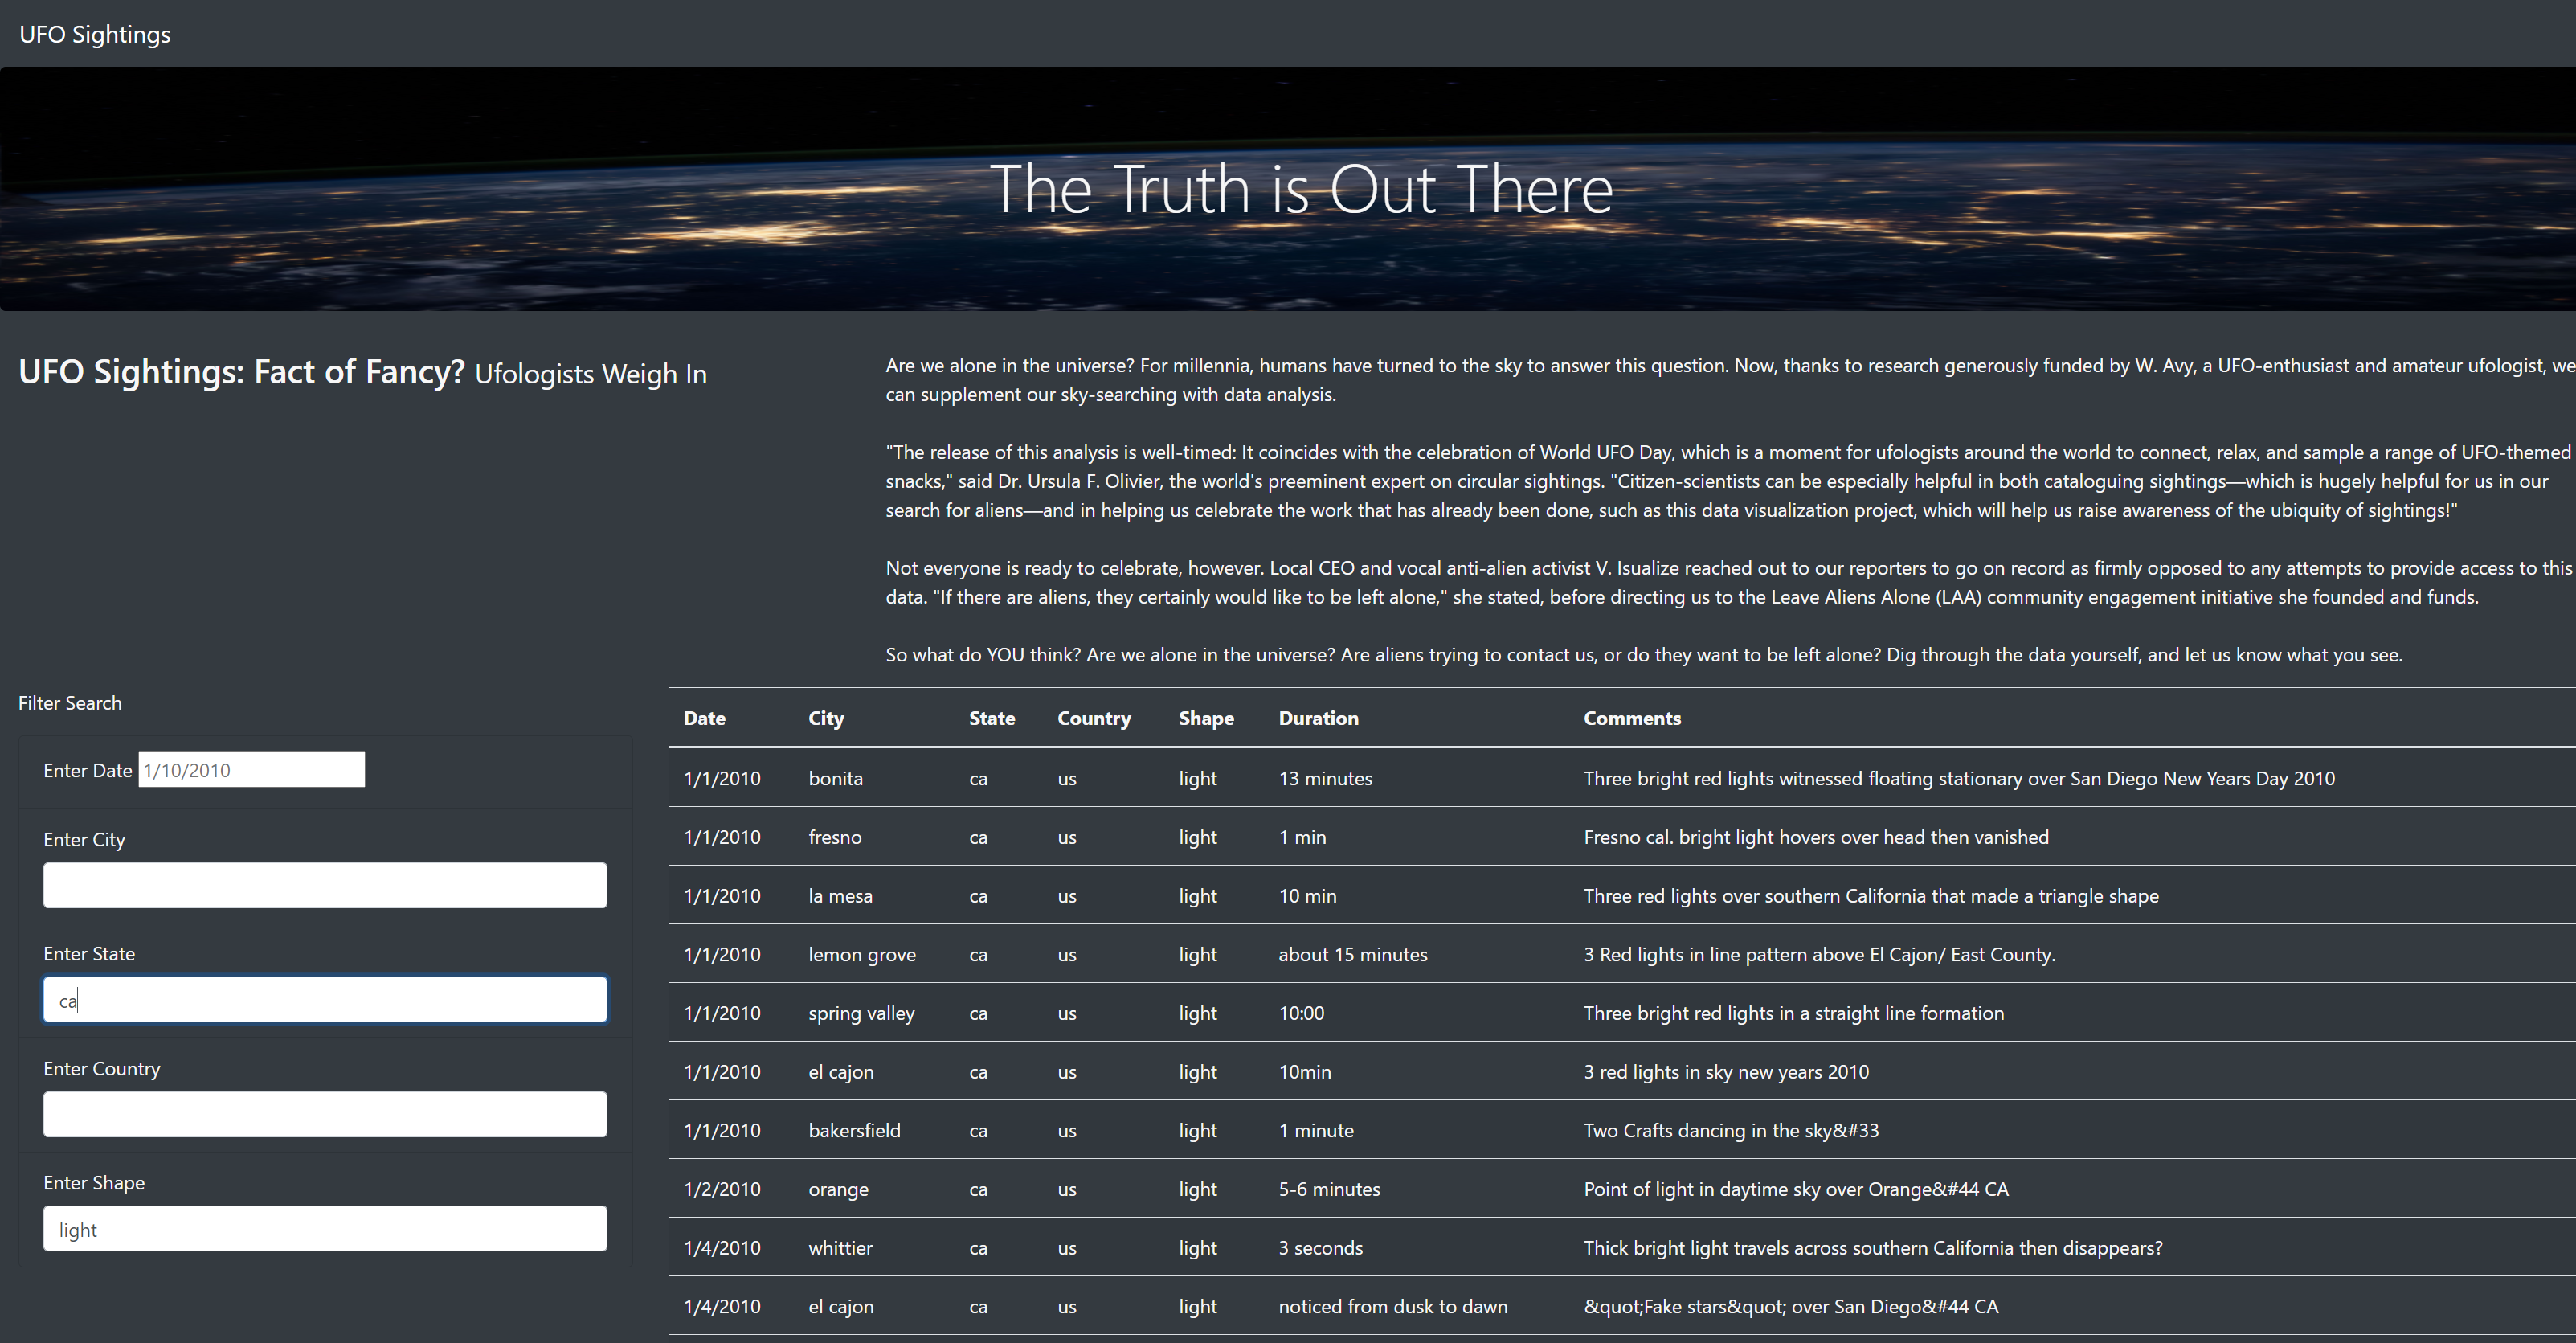 UFO Sightings
The Truth is Out There
UFO Sightings: Fact of Fancy? Ufologists Weigh In
Are we alone in the universe? For millennia, humans have turned to the sky to answer this question. Now, thanks to research generously funded by W. Avy, a UFO-enthusiast and amateur ufologist, we
can supplement our sky-searching with data analysis.
"The release of this analysis is well-timed: It coincides with the celebration of World UFO Day, which is a moment for ufologists around the world to connect, relax, and sample a range of UFO-themed
snacks," said Dr. Ursula F. Olivier, the world's preeminent expert on circular sightings. "Citizen-scientists can be especially helpful in both cataloguing sightings—which is hugely helpful for us in our
search for aliens—and in helping us celebrate the work that has already been done, such as this data visualization project, which will help us raise awareness of the ubiquity of sightings!"
Not everyone is ready to celebrate, however. Local CEO and vocal anti-alien activist V. Isualize reached out to our reporters to go on record as firmly opposed to any attempts to provide access to this
data. "If there are aliens, they certainly would like to be left alone," she stated, before directing us to the Leave Aliens Alone (LAA) community engagement initiative she founded and funds.
So what do YOU think? Are we alone in the universe? Are aliens trying to contact us, or do they want to be left alone? Dig through the data yourself, and let us know what you see.
Filter Search
Enter Date 1/10/2010
Enter City
Enter State
ca
Enter Country
Enter Shape
light
Date City State Country Shape Duration Comments
1/1/2010 bonita ca us light 13 minutes Three bright red lights witnessed floating stationary over San Diego New Years Day 2010
1/1/2010 fresno ca us light 1 min Fresno cal. bright light hovers over head then vanished
1/1/2010 la mesa ca us light 10 min Three red lights over southern California that made a triangle shape
1/1/2010 lemon grove ca us light about 15 minutes 3 Red lights in line pattern above El Cajon/ East County.
1/1/2010 spring valley ca us light 10:00 Three bright red lights in a straight line formation
1/1/2010 el cajon ca us light 10min 3 red lights in sky new years 2010
1/1/2010 bakersfield ca us light 1 minute Two Crafts dancing in the sky&#33
1/2/2010 orange ca us light 5-6 minutes Point of light in daytime sky over Orange&#44 CA
1/4/2010 whittier ca us light 3 seconds Thick bright light travels across southern California then disappears?
1/4/2010 el cajon ca us light noticed from dusk to dawn &quot;Fake stars&quot; over San Diego&#44 CA